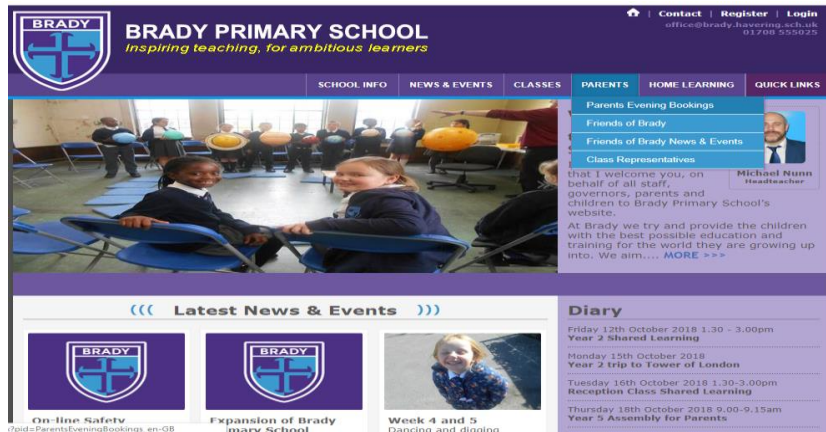 BRADY
BRADY PRIMARY SCHOOL
Inspiring teaching, for ambitious learners
| Contact | Register | Login
office@brady.havering.sch.uk
01708 555025
SCHOOL INFO NEWS & EVENTS CLASSES PARENTS HOME LEARNING QUICK LINKS
Parents Evening Bookings
Friends of Brady
Friends of Brady News & Events
Class Representatives
Michael Nunn
Headteacher
that I welcome you, on
behalf of all staff,
governors, parents and
children to Brady Primary School's
website.
At Brady we try and provide the children
with the best possible education and
training for the world they are growing up
into. We aim.... MORE >>>
((( Latest News & Events )))
BRADY
BRADY
On-line Safety
Expansion of Brady
mary School
Week 4 and 5
Dancing and digging
Diary
Friday 12th October 2018 1.30 - 3.00pm
Year 2 Shared Learning
Monday 15th October 2018
Year 2 trip to Tower of London
Tuesday 16th October 2018 1.30-3.00pm
Reception Class Shared Learning
Thursday 18th October 2018 9.00-9.15am
Year 5 Assembly for Parents
?pid=ParentsEveningBookings_en-GB